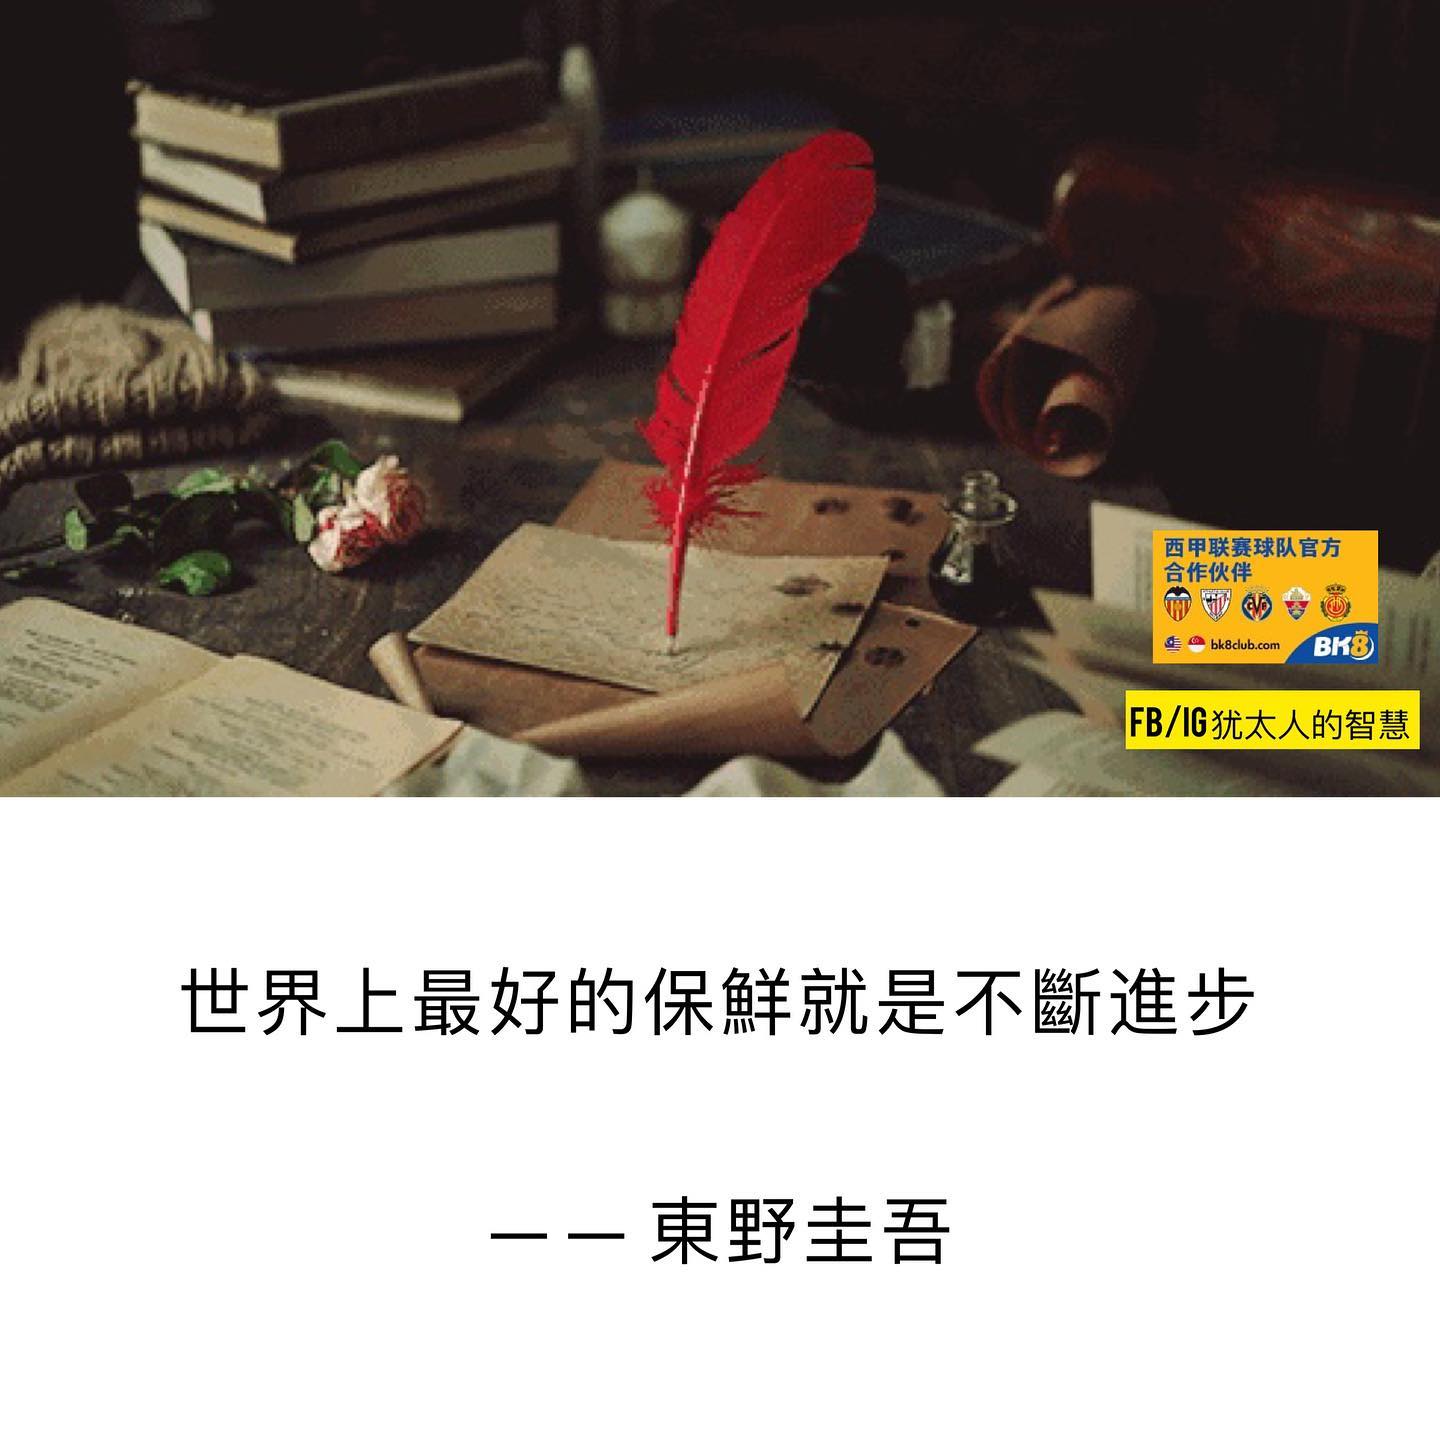 西甲联赛球队官方
合作伙伴
bk8club.com
BK8
FB/IG犹太人的智慧
世界上最好的保鮮就是不斷進步
—— 東野圭吾